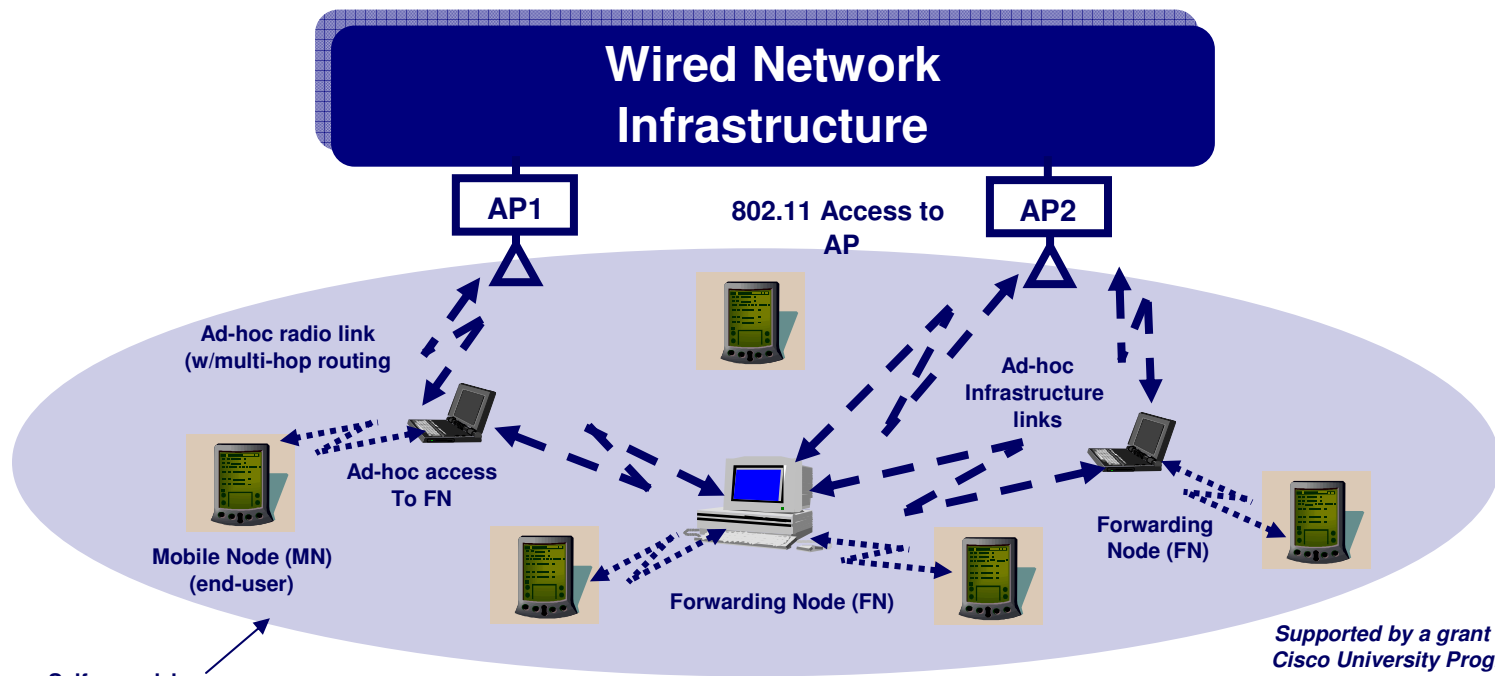 Wired Network
Infrastructure
AP1
802.11 Access to
AP
AP2
Ad-hoc radio link
(w/multi-hop routing
Ad-hoc
Infrastructure
links
Ad-hoc access
To FN
Mobile Node (MN)
(end-user)
Forwarding Node (FN)
Forwarding
Node (FN)
Supported by a grant
Cisco University Prog